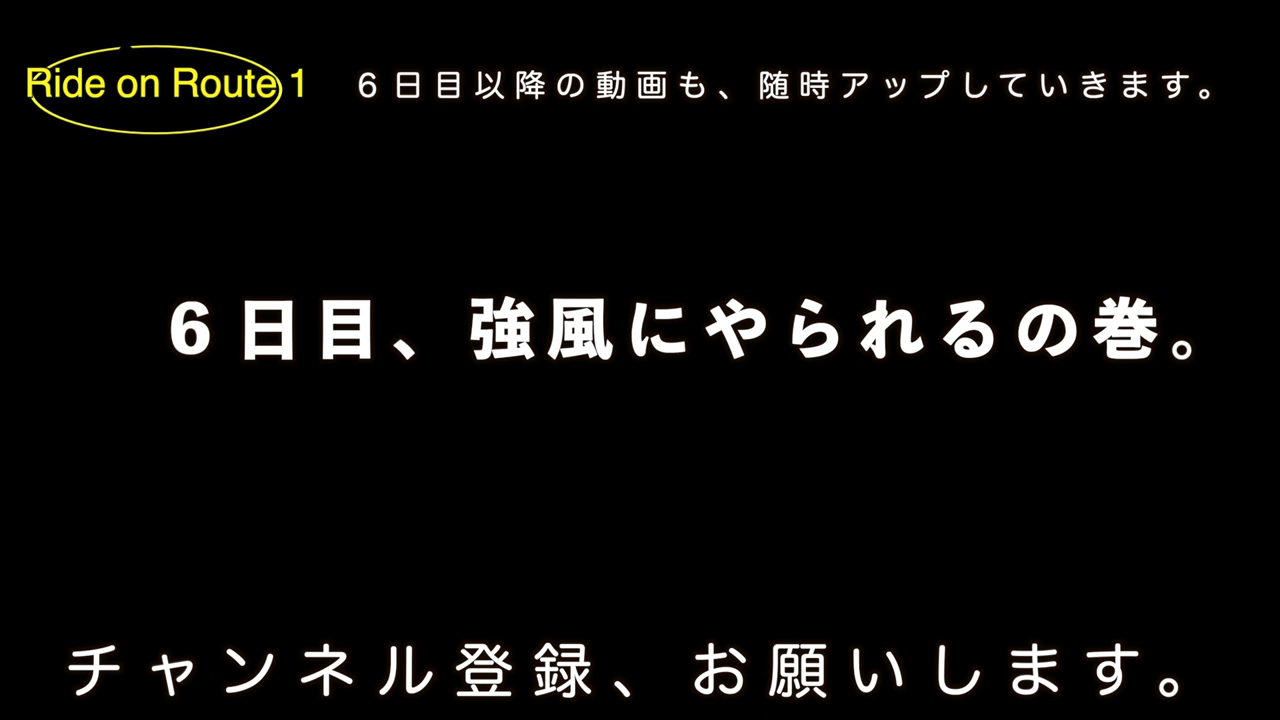 Ride on Route 1
６日目以降の動画も、随時アップしていきます。
６日目、強風にやられるの巻。
チャンネル登録、お願いします。